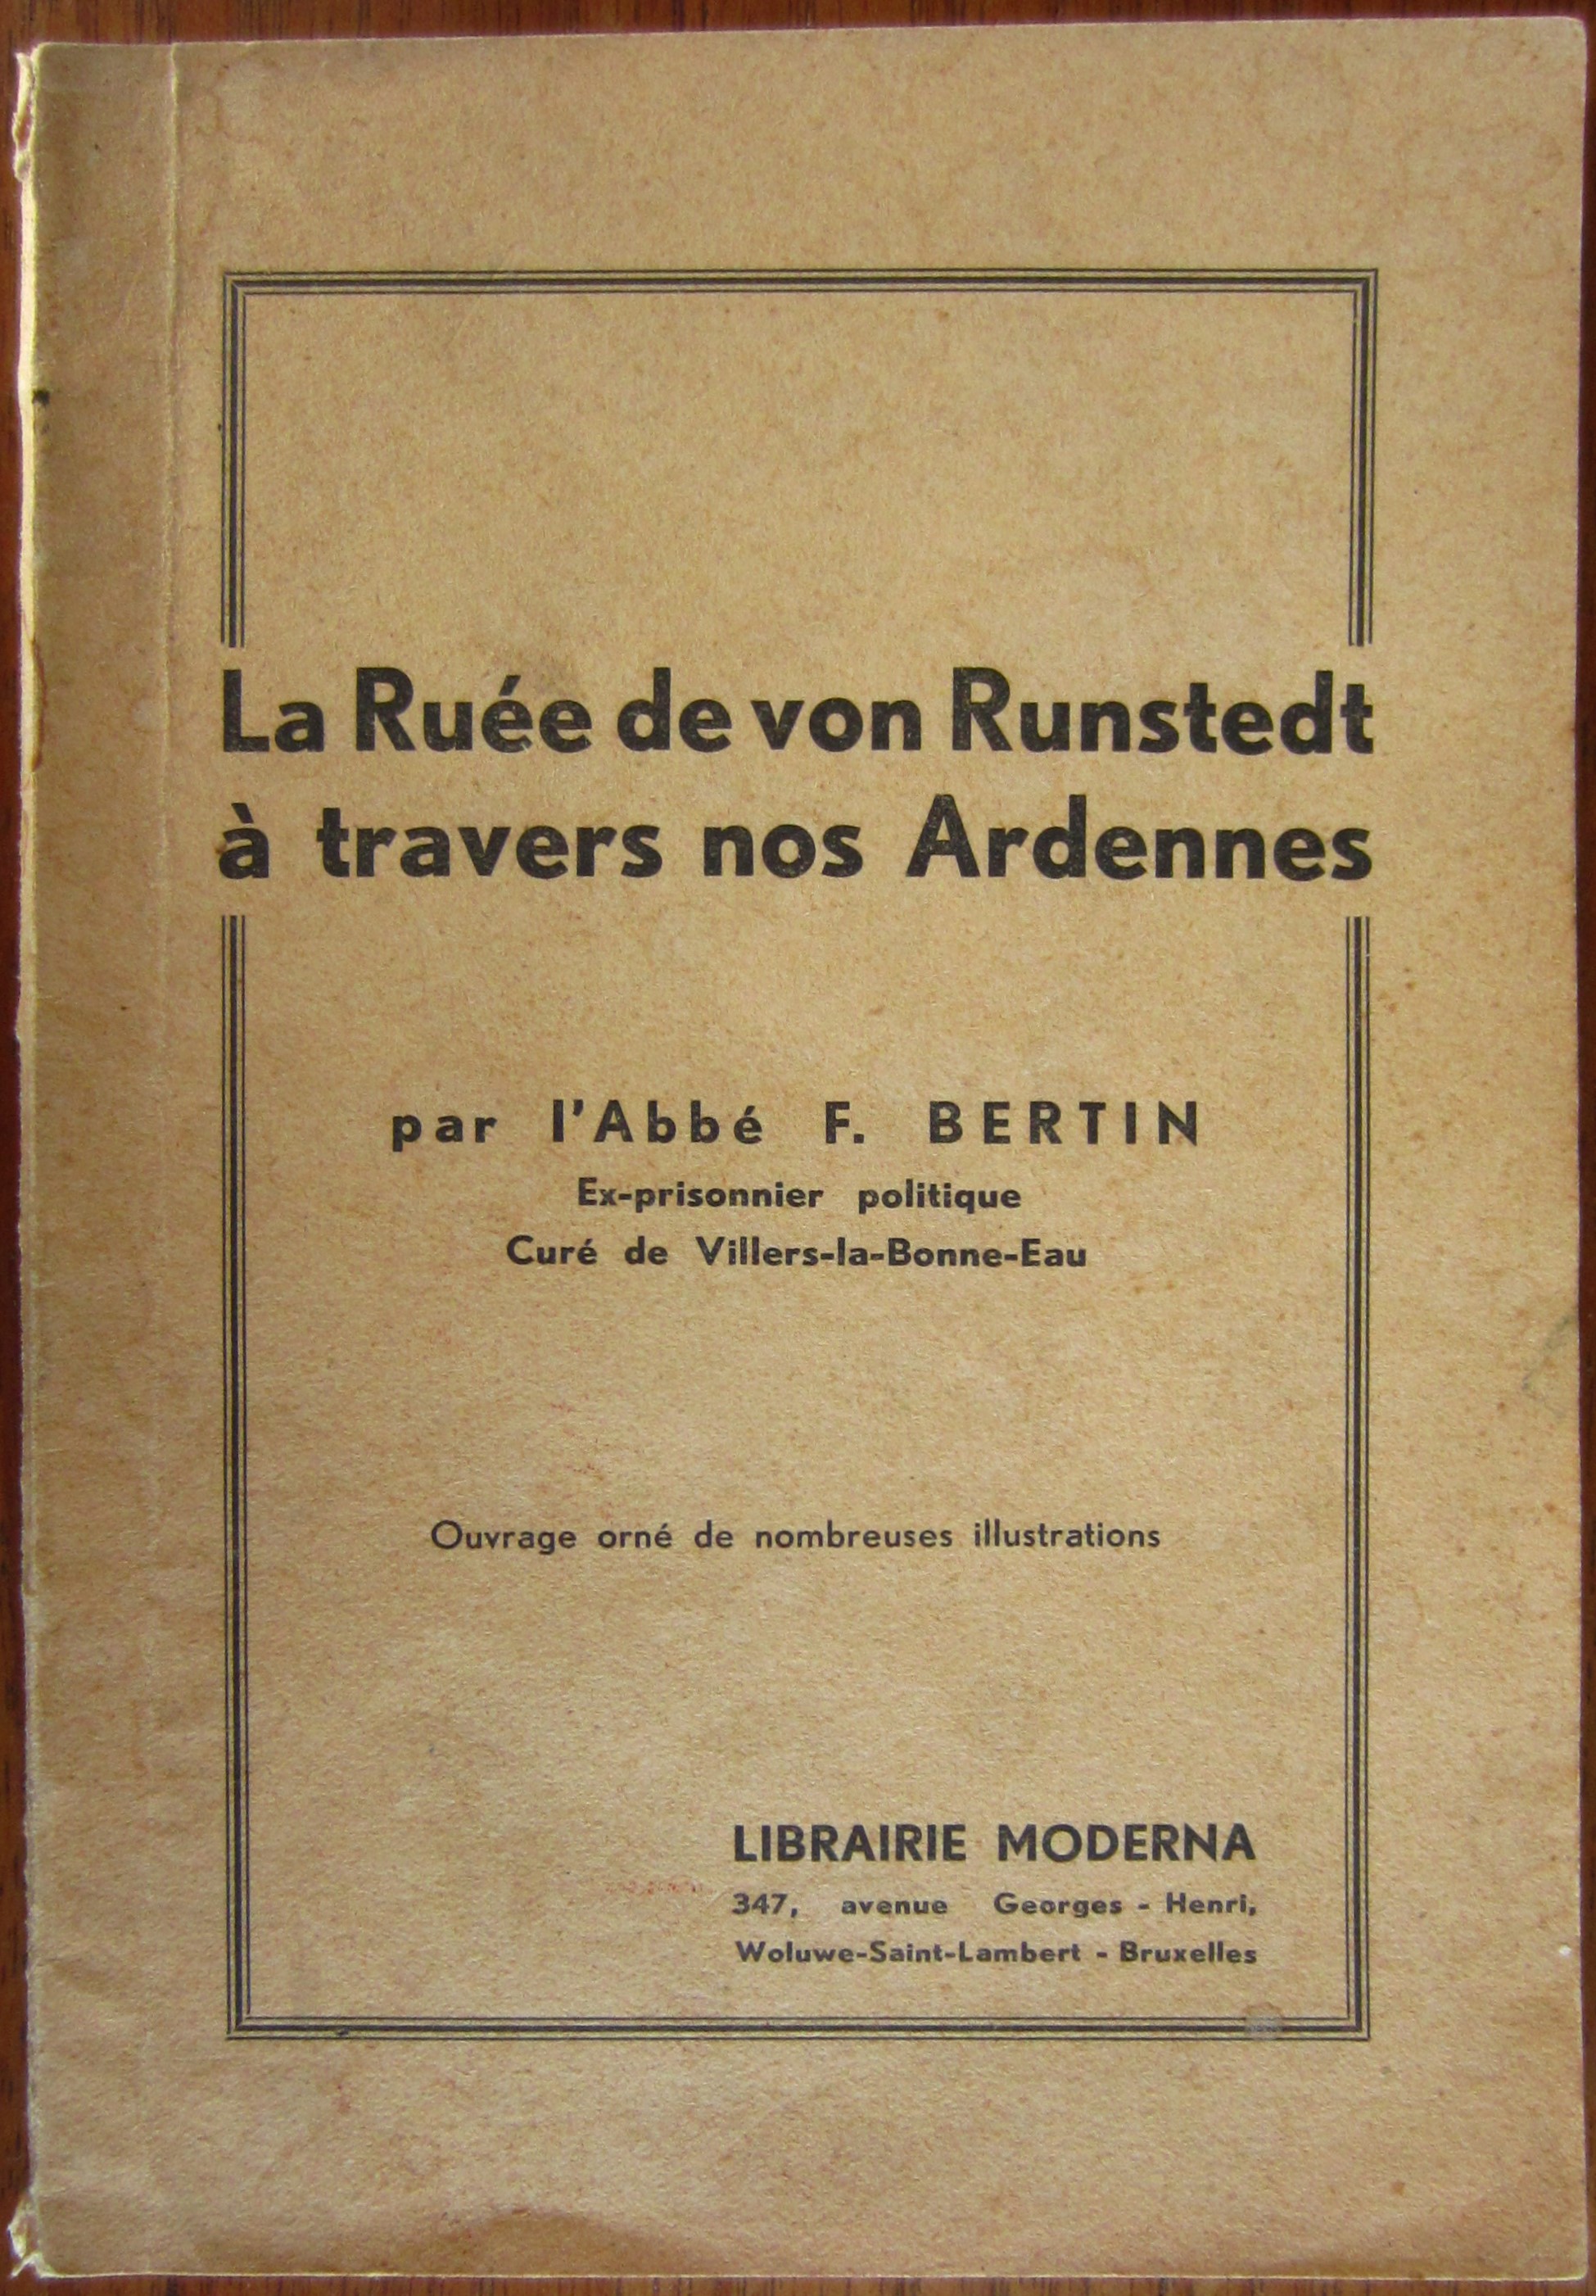 La Ruée de von Runstedt
à travers nos Ardennes
par l'Abbé F. BERTIN
Ex-prisonnier politique
Curé de Villers-la-Bonne-Eau
Ouvrage orné de nombreuses illustrations
LIBRAIRIE MODERNA
347, avenue Georges - Henri,
Woluwe-Saint-Lambert - Bruxelles